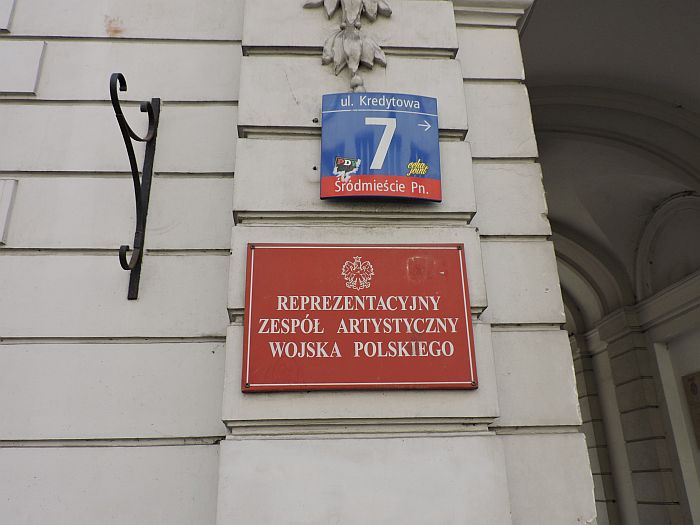 ul. Kredytowa
7
Śródmieście Pn.
REPREZENTACYJNY
ZESPÓŁ ARTYSTYCZNY
WOJSKA POLSKIEGO